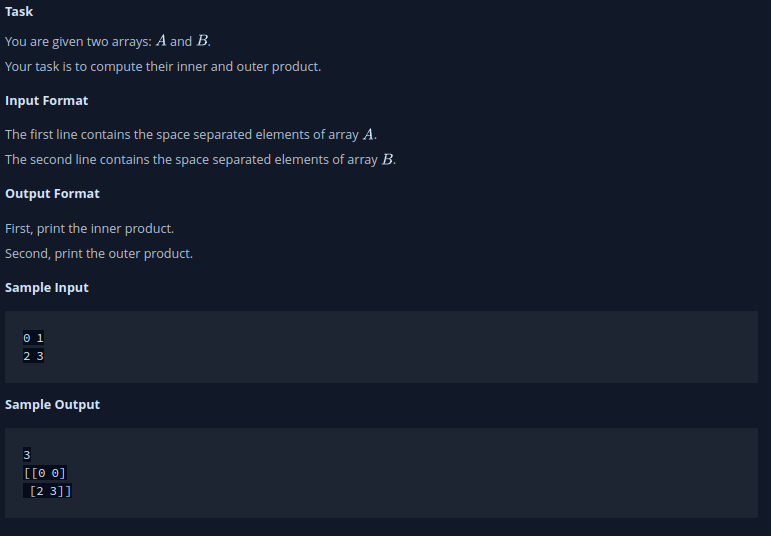 Task
You are given two arrays: A and B.
Your task is to compute their inner and outer product.
Input Format
The first line contains the space separated elements of array A.
The second line contains the space separated elements of array B.
Output Format
First, print the inner product.
Second, print the outer product.
Sample Input
0 1
2 3
Sample Output
3
[[0 0]
 [2 3]]